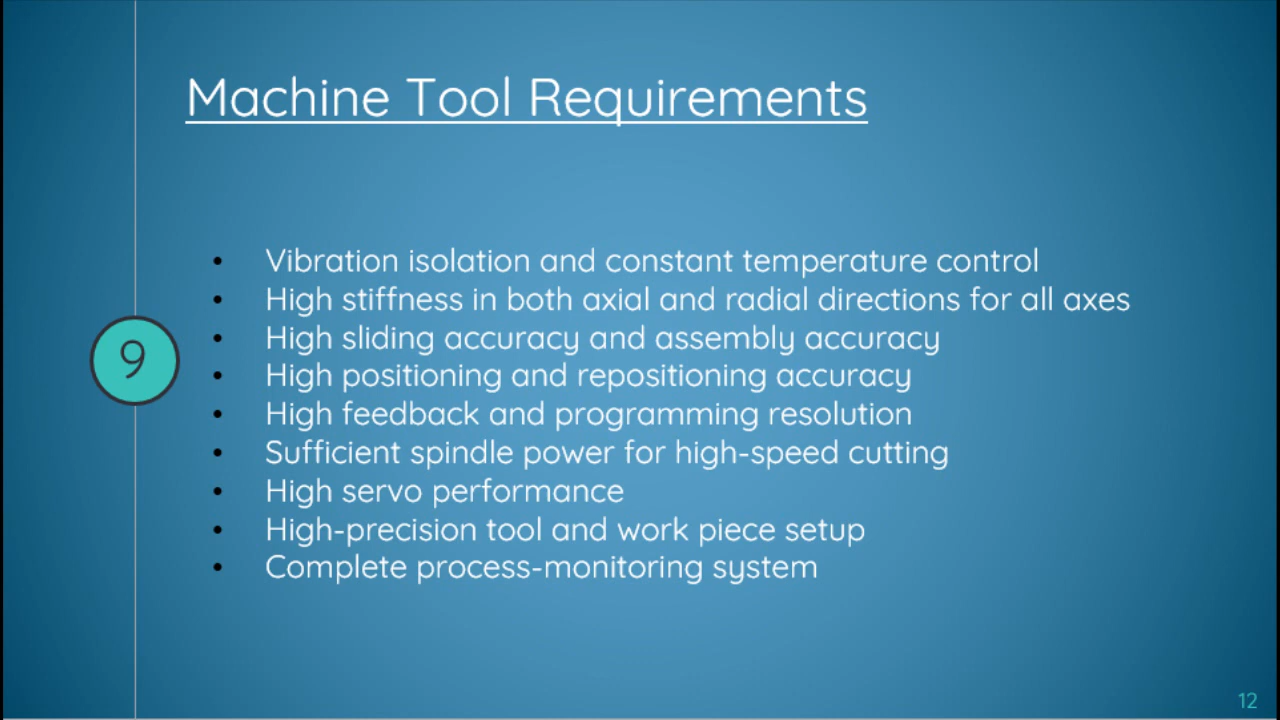 Machine Tool Requirements
• Vibration isolation and constant temperature control
• High stiffness in both axial and radial directions for all axes
9
• High sliding accuracy and assembly accuracy
• High positioning and repositioning accuracy
• High feedback and programming resolution
• Sufficient spindle power for high-speed cutting
• High servo performance
• High-precision tool and work piece setup
• Complete process-monitoring system
12